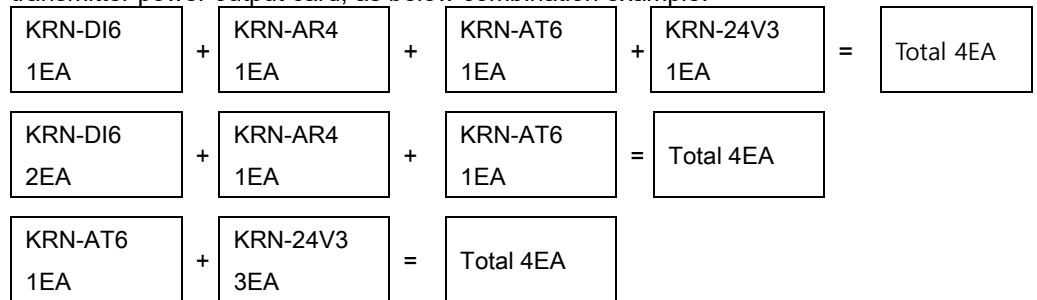 transmitter power output card, as below combination example.
KRN-DI6 + KRN-AR4 + KRN-AT6 + KRN-24V3 = Total 4EA
1EA 1EA 1EA 1EA
KRN-DI6 + KRN-AR4 + KRN-AT6 = Total 4EA
2EA 1EA 1EA
KRN-AT6 + KRN-24V3 = Total 4EA
1EA 3EA